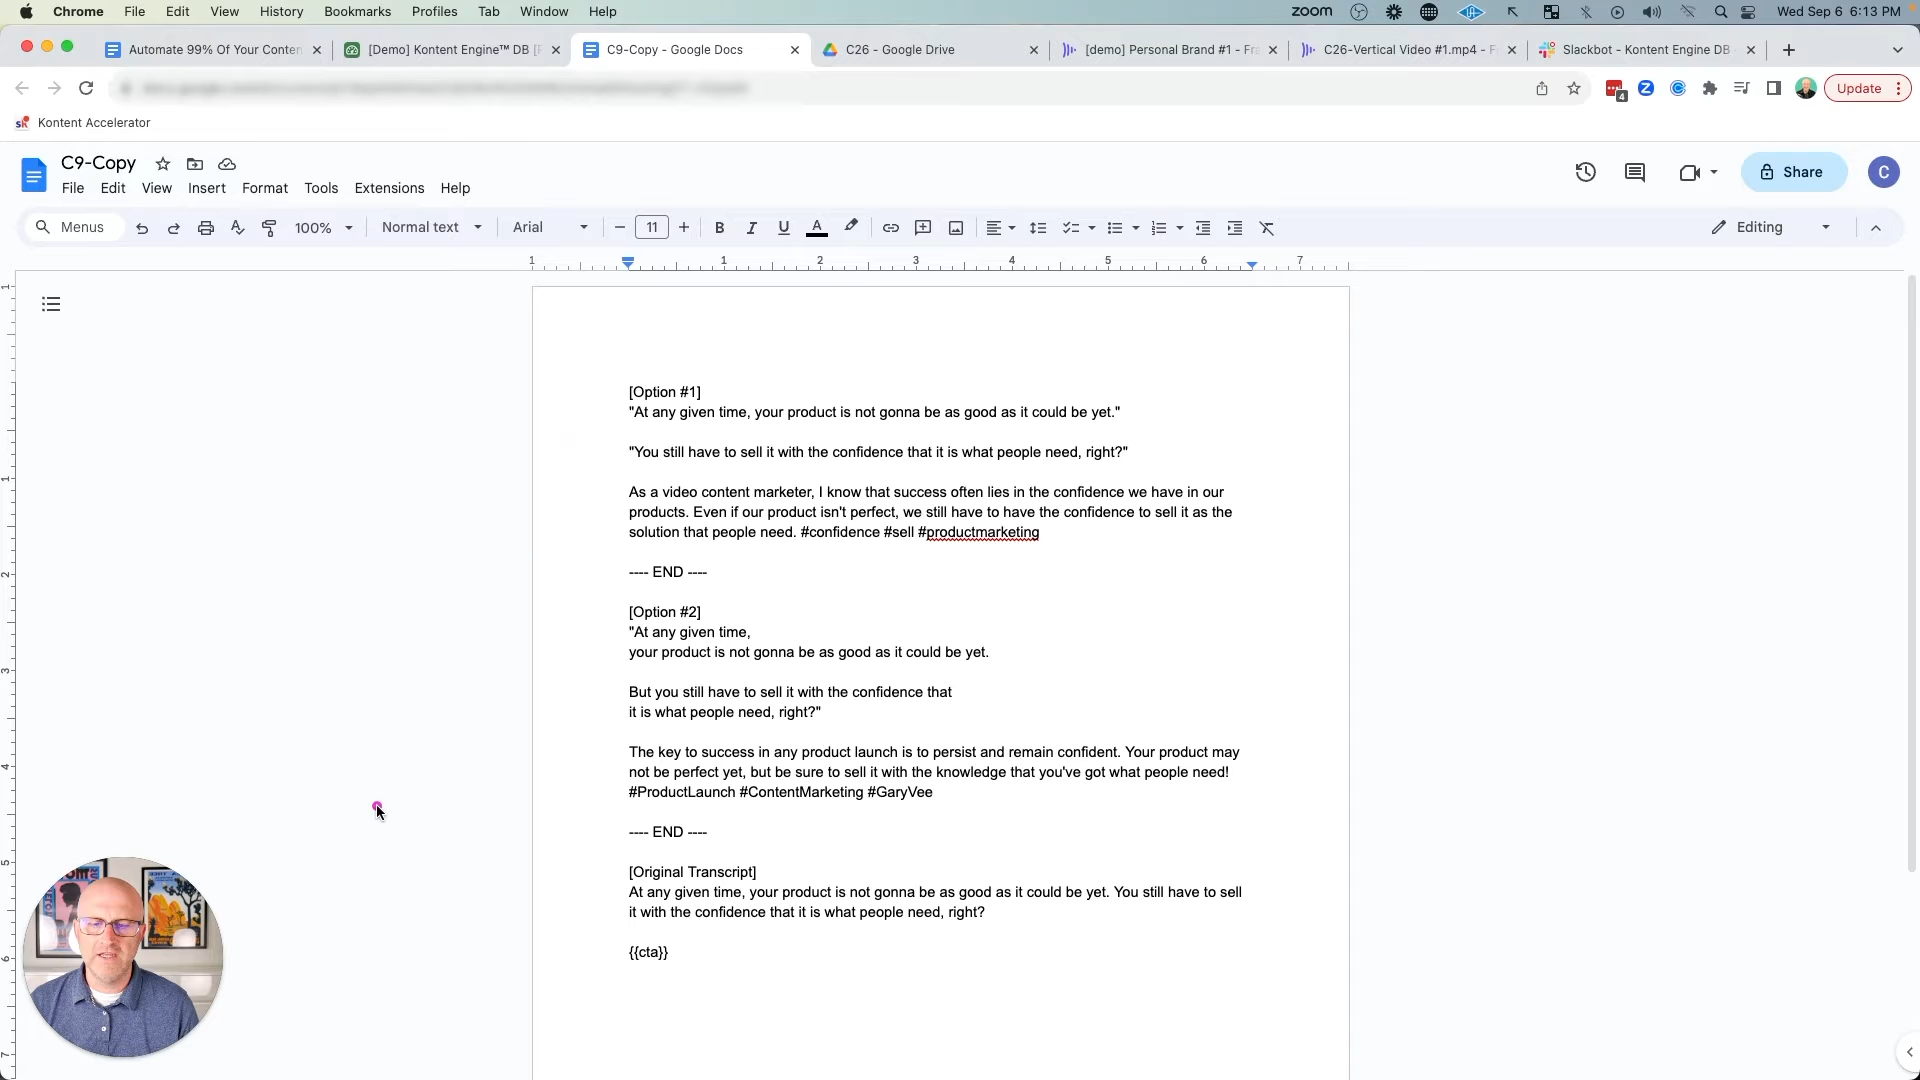 Chrome File Edit View History Bookmarks Profiles Tab Window Help zoom Wed Sep 6 6:13 PM
Automate 99% Of Your Conten [Demo] Kontent Engine™ DB C9-Copy - Google Docs C26 - Google Drive [demo] Personal Brand #1 - Fra C26-Vertical Video #1.mp4 - F Slackbot - Kontent Engine DB
4 Update
Kontent Accelerator
C9-Copy
File Edit View Insert Format Tools Extensions Help
Share C
Menus 100% Normal text Arial 11 B I U A Editing
1 1 2 3 4 5 6 7
[Option #1]
"At any given time, your product is not gonna be as good as it could be yet."
"You still have to sell it with the confidence that it is what people need, right?"
As a video content marketer, I know that success often lies in the confidence we have in our
products. Even if our product isn't perfect, we still have to have the confidence to sell it as the
solution that people need. #confidence #sell #productmarketing
---- END ----
[Option #2]
"At any given time,
your product is not gonna be as good as it could be yet.
But you still have to sell it with the confidence that
it is what people need, right?"
The key to success in any product launch is to persist and remain confident. Your product may
not be perfect yet, but be sure to sell it with the knowledge that you've got what people need!
#ProductLaunch #ContentMarketing #GaryVee
---- END ----
[Original Transcript]
At any given time, your product is not gonna be as good as it could be yet. You still have to sell
it with the confidence that it is what people need, right?
{{cta}}